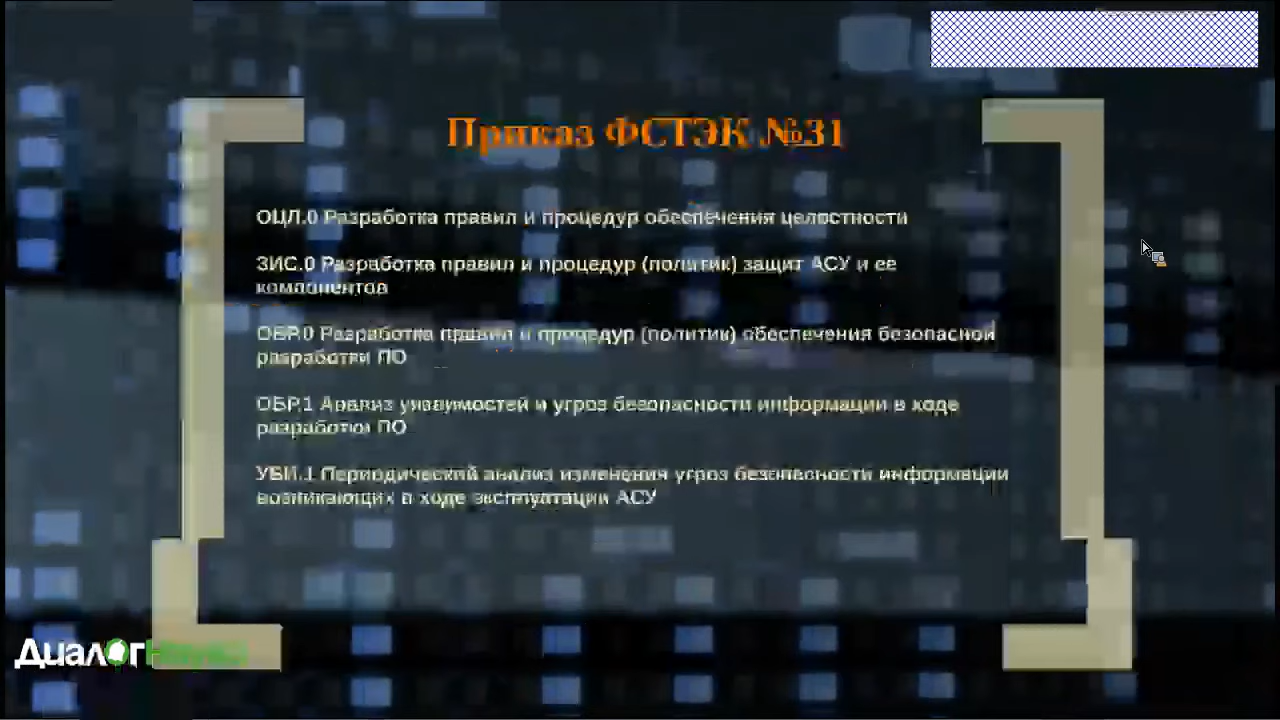 Приказ ФСТЭК №31
ОЦЛ.0 Разработка правил и процедур обеспечения целостности
ЗИС.0 Разработка правил и процедур (политик) защит АСУ и ее
компонентов
ОБР.0 Разработка правил и процедур (политик) обеспечения безопасной
разработки ПО
ОБР.1 Анализ уязвимостей и угроз безопасности информации в ходе
разработки ПО
УБИ.1 Периодический анализ изменения угроз безопасности информации
возникающих в ходе эксплуатации АСУ
ДиалогНаука